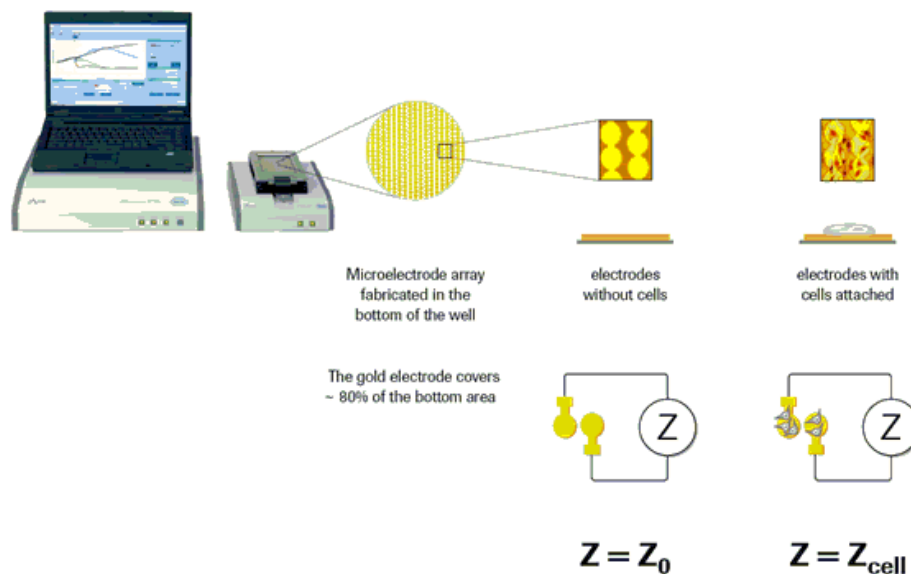 Microelectrode array
fabricated in the
bottom of the well
electrodes
without cells
electrodes with
cells attached
The gold electrode covers
~ 80% of the bottom area
Z
Z
Z = Z0
Z = Zcell